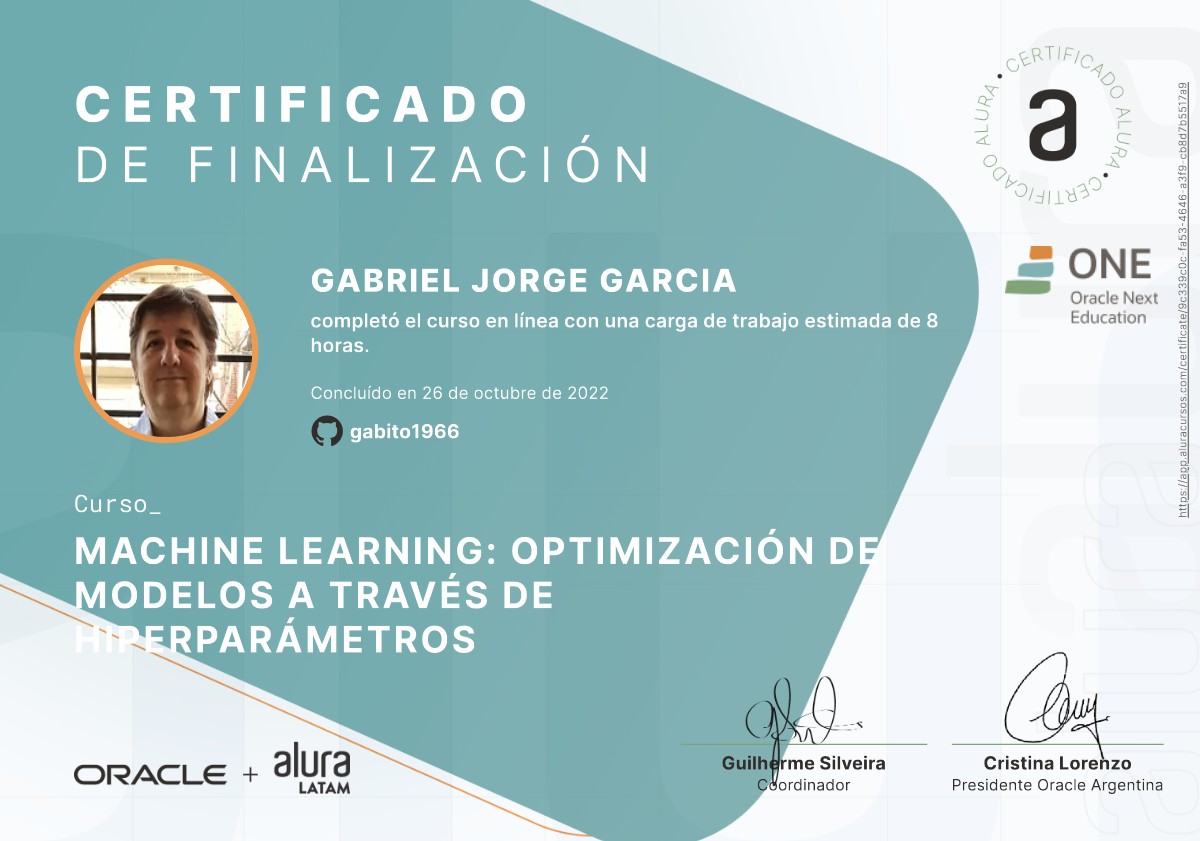 CERTIFICADO
DE FINALIZACIÓN
CERTIFICADO ALURA • CERTIFICADO ALURA •
a
ONE
Oracle Next
Education
https://app.aluracursos.com/certificate/9c339c0c-fa53-4646-a3f9-cb8d7b5517a9
GABRIEL JORGE GARCIA
completó el curso en línea con una carga de trabajo estimada de 8
horas.
Concluído en 26 de octubre de 2022
gabito1966
Curso_
MACHINE LEARNING: OPTIMIZACIÓN DE
MODELOS A TRAVÉS DE
HIPERPARÁMETROS
ORACLE + alura
LATAM
Guilherme Silveira
Coordinador
Cristina Lorenzo
Presidente Oracle Argentina